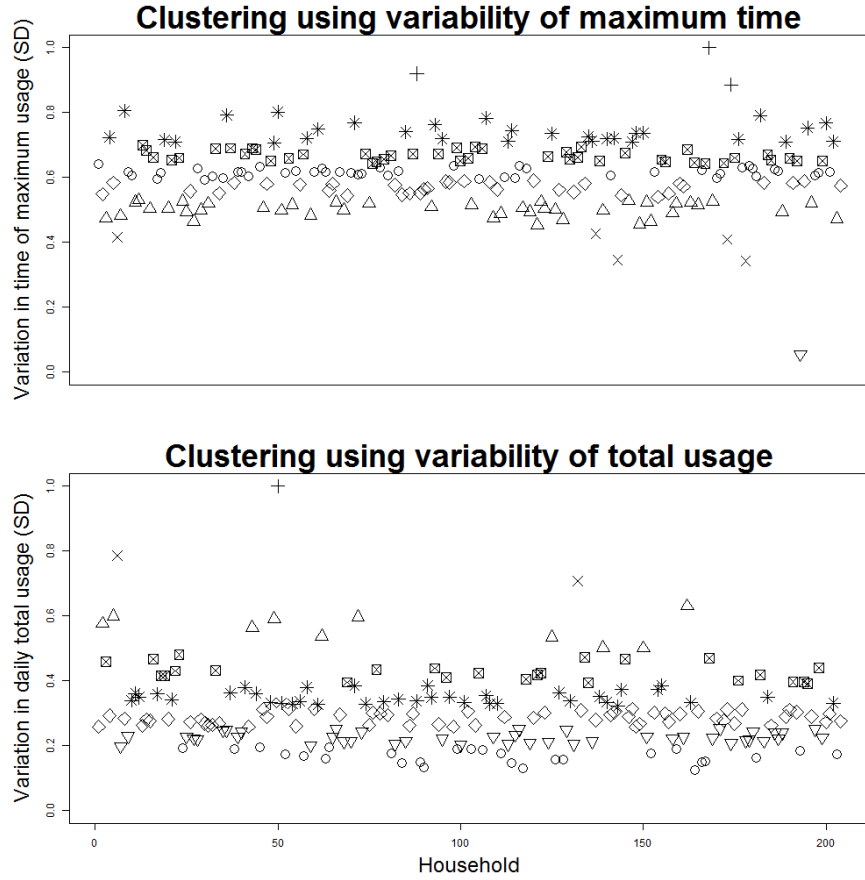 Clustering using variability of maximum time
Variation in time of maximum usage (SD)
1.0
0.8
0.6
0.4
0.2
0.0
Clustering using variability of total usage
Variation in daily total usage (SD)
1.0
0.8
0.6
0.4
0.2
0.0
0 50 100 150 200
Household